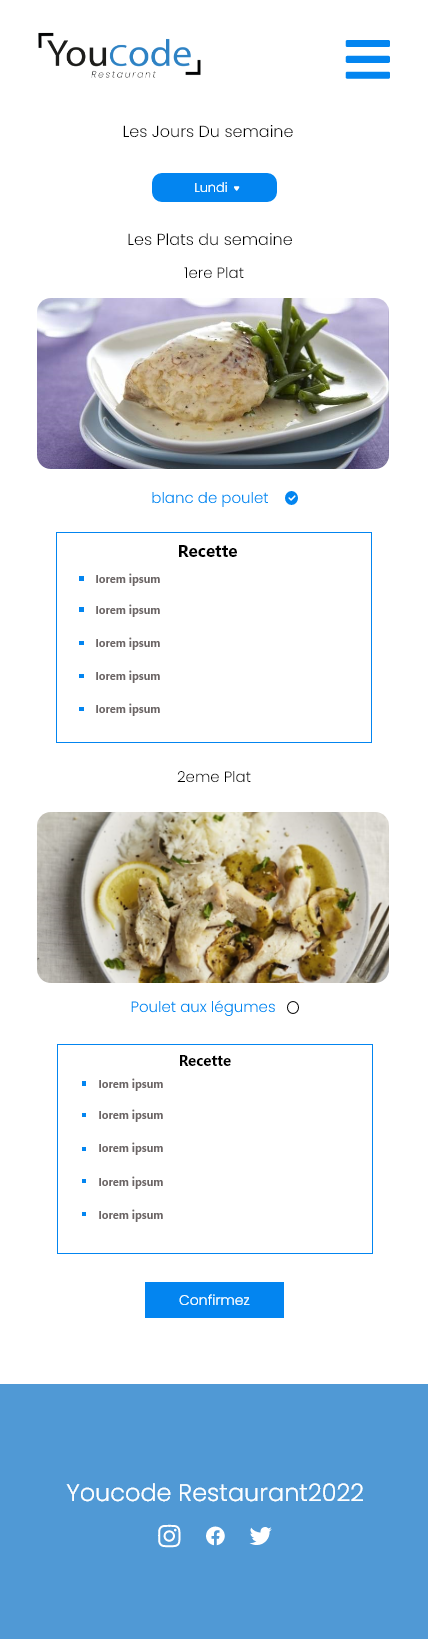 YouCode
Restaurant
Les Jours Du semaine
Lundi
Les Plats du semaine
1ere Plat
blanc de poulet
Recette
lorem ipsum
lorem ipsum
lorem ipsum
lorem ipsum
lorem ipsum
2eme Plat
Poulet aux légumes
Recette
lorem ipsum
lorem ipsum
lorem ipsum
lorem ipsum
lorem ipsum
Confirmez
Youcode Restaurant2022